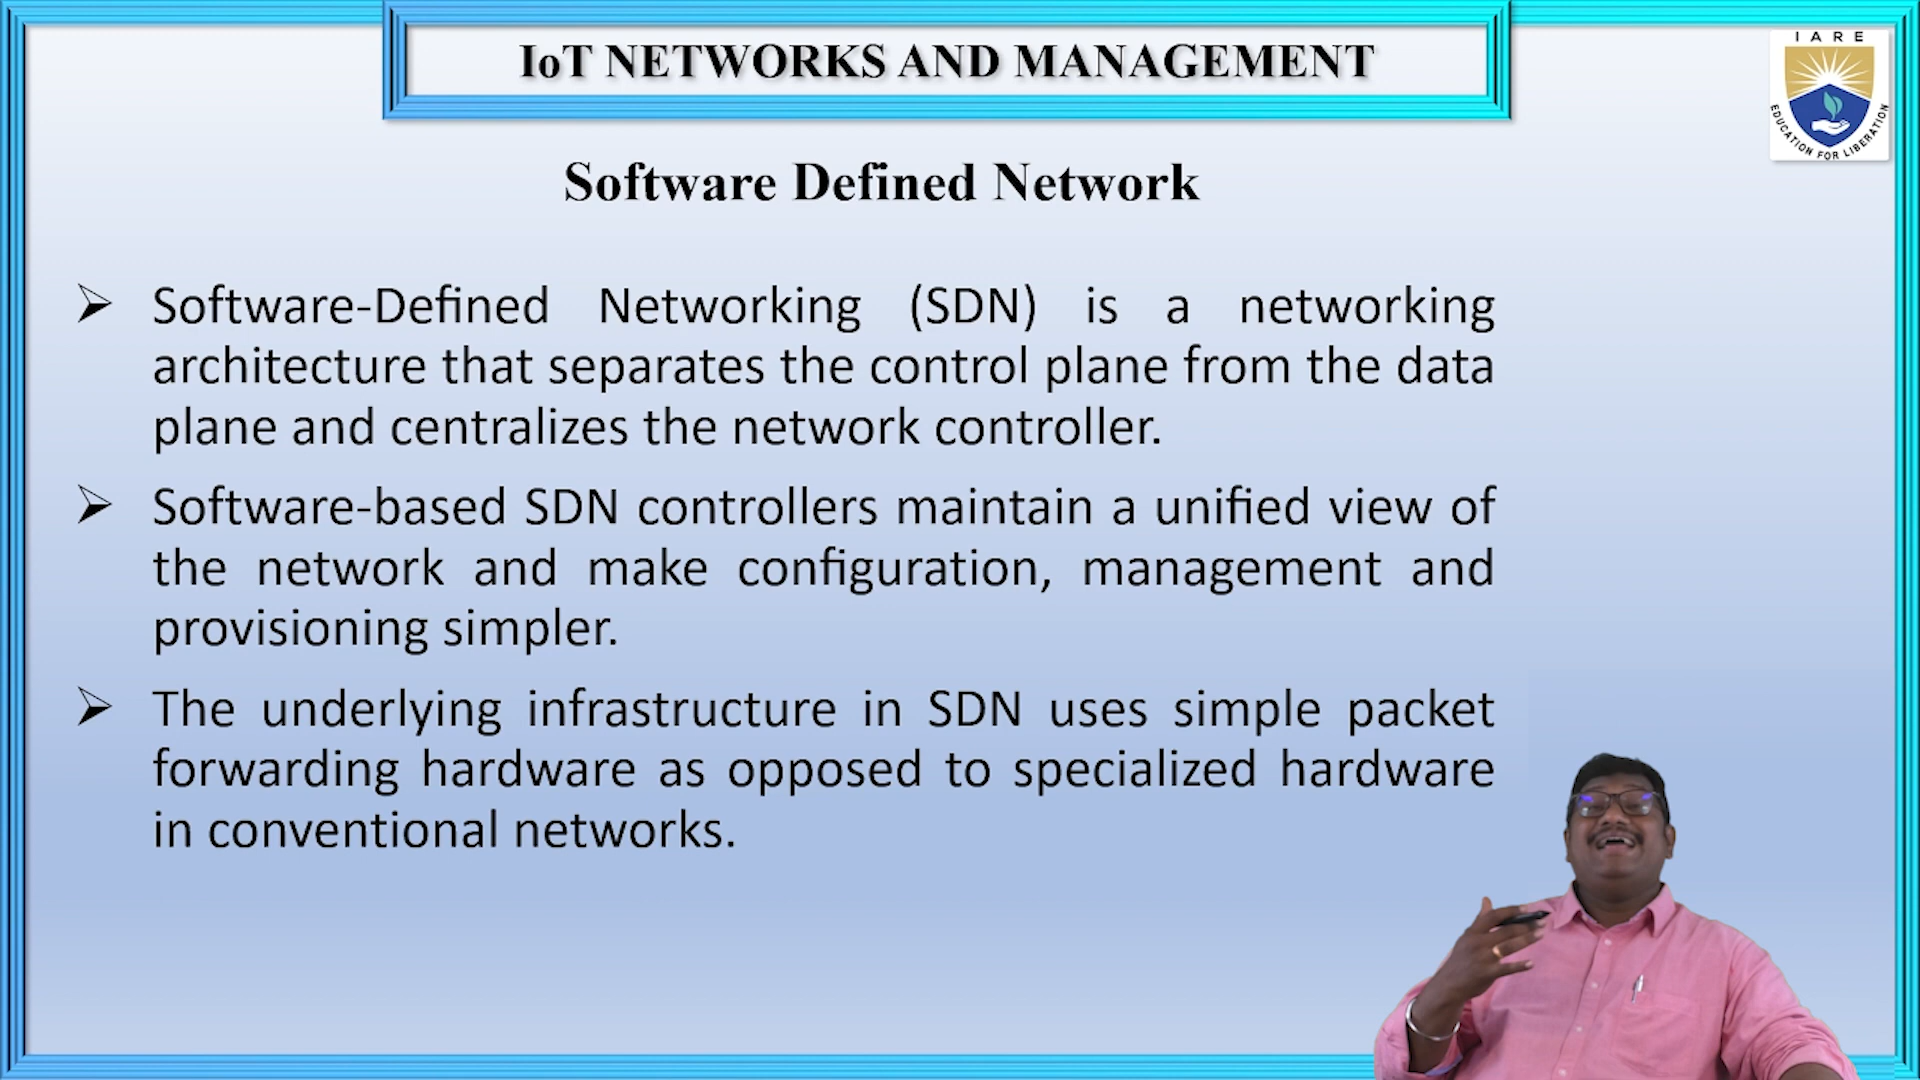 IoT NETWORKS AND MANAGEMENT
I A R E
EDUCATION FOR LIBERATION
Software Defined Network
Software-Defined Networking (SDN) is a networking
architecture that separates the control plane from the data
plane and centralizes the network controller.
Software-based SDN controllers maintain a unified view of
the network and make configuration, management and
provisioning simpler.
The underlying infrastructure in SDN uses simple packet
forwarding hardware as opposed to specialized hardware
in conventional networks.